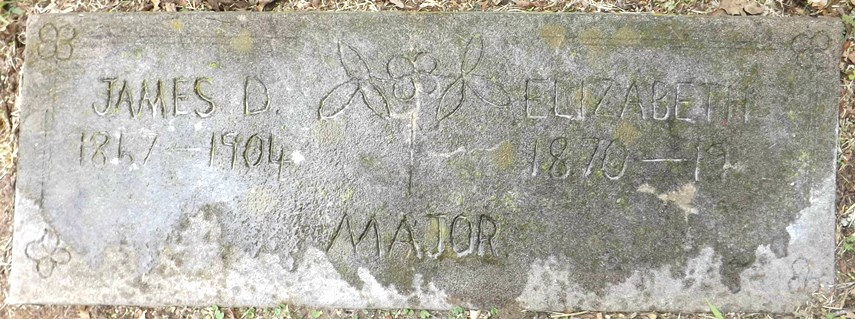 JAMES D. ELIZABETH
1867-1904 1870-19
MAJOR